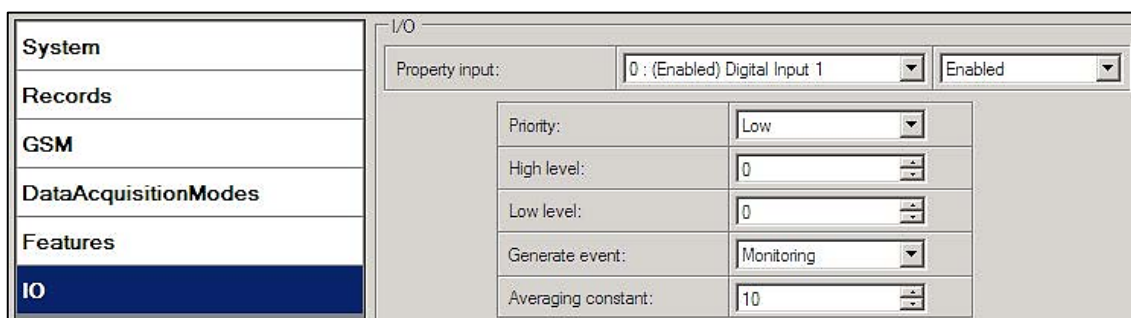 System
Records
GSM
DataAcquisitionModes
Features
IO
I/O
Property input: 0 : (Enabled) Digital Input 1 Enabled
Priority: Low
High level: 0
Low level: 0
Generate event: Monitoring
Averaging constant: 10